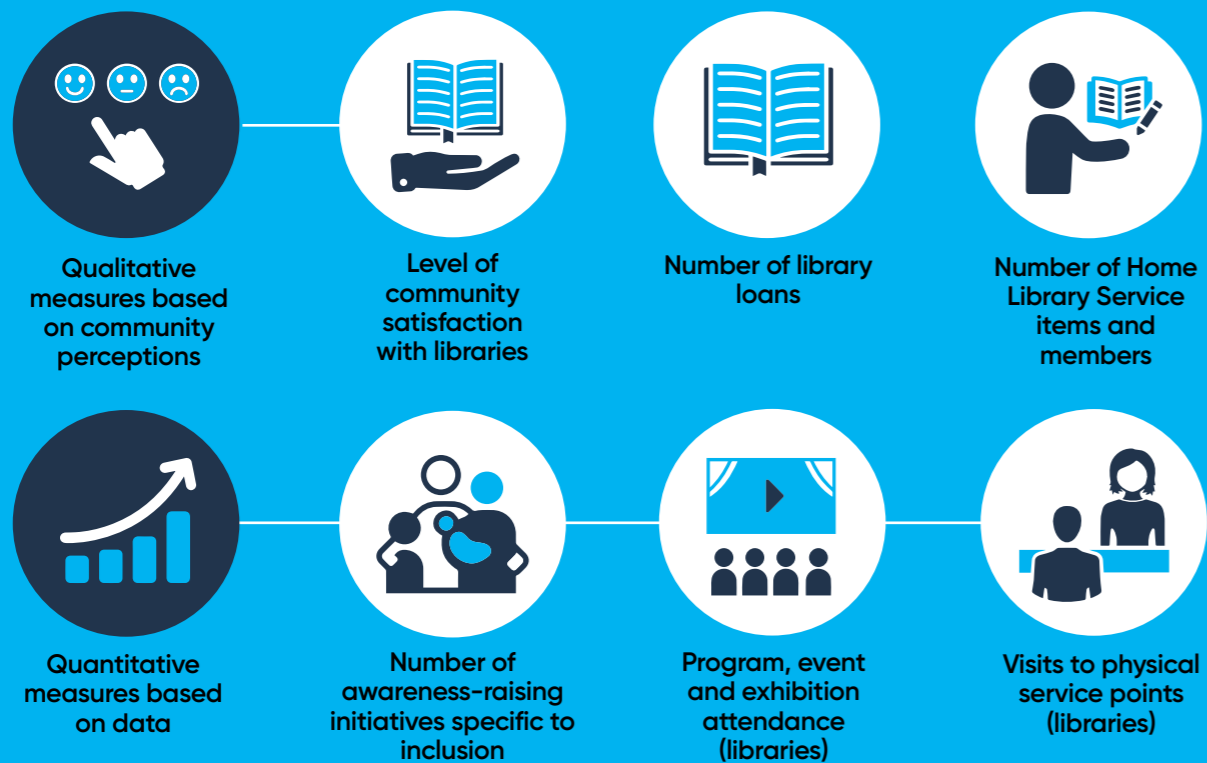 Qualitative
measures based
on community
perceptions
Level of
community
satisfaction
with libraries
Number of library
loans
Number of Home
Library Service
items and
members
Quantitative
measures based
on data
Number of
awareness-raising
initiatives specific to
inclusion
Program, event
and exhibition
attendance
(libraries)
Visits to physical
service points
(libraries)